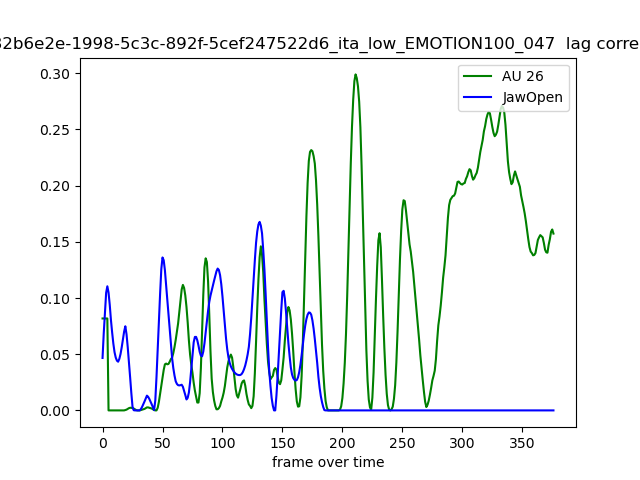 32b6e2e-1998-5c3c-892f-5cef247522d6_ita_low_EMOTION100_047 lag corre
AU 26
JawOpen
0.30
0.25
0.20
0.15
0.10
0.05
0.00
0 50 100 150 200 250 300 350
frame over time